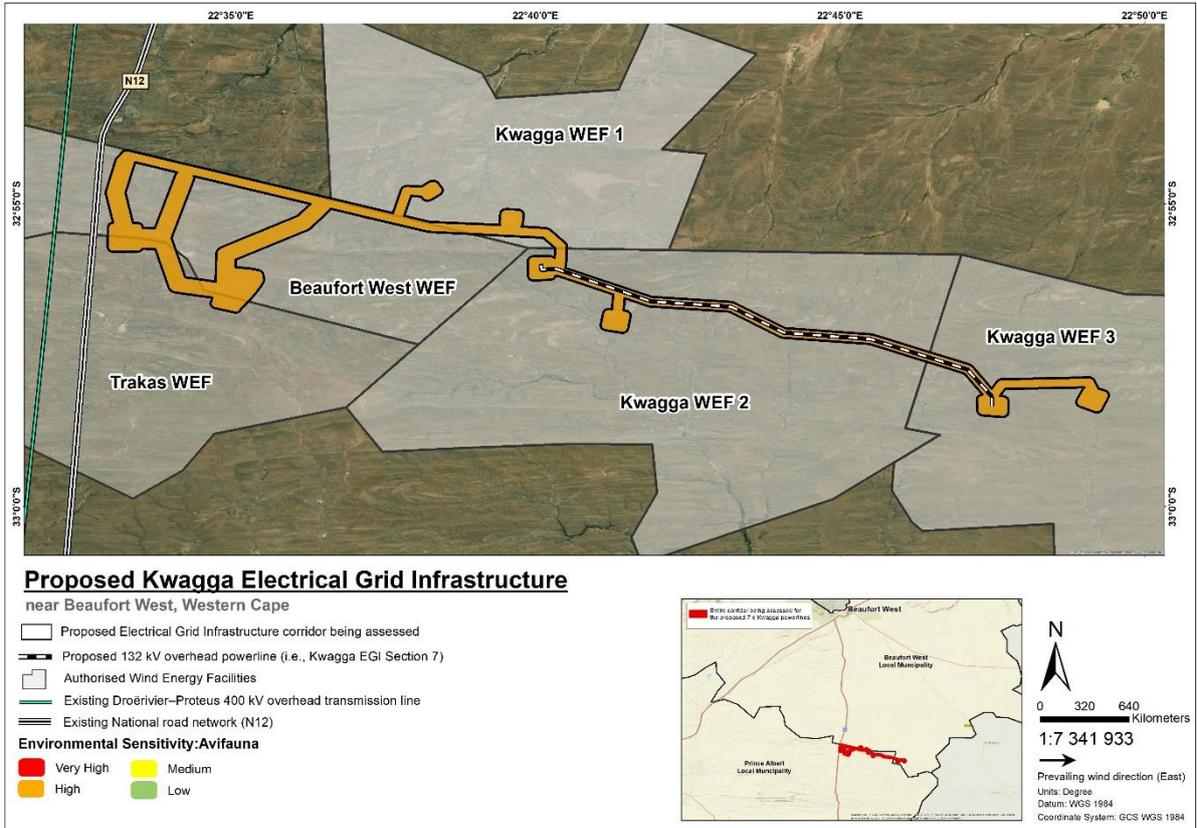 22°35'0"E 22°40'0"E 22°45'0"E 22°50'0"E
N12
Kwagga WEF 1
32°55'0"S
32°55'0"S
Beaufort West WEF
Kwagga WEF 3
Trakas WEF
Kwagga WEF 2
33°0'0"S
33°0'0"S
Proposed Kwagga Electrical Grid Infrastructure
near Beaufort West, Western Cape
Proposed Electrical Grid Infrastructure corridor being assessed
Proposed 132 kV overhead powerline (i.e., Kwagga EGI Section 7)
Authorised Wind Energy Facilities
Existing Droërivier–Proteus 400 kV overhead transmission line
Existing National road network (N12)
Environmental Sensitivity:Avifauna
Very High
Medium
High
Low
Entire corridor being assessed for
the proposed 7 x Kwagga powerlines
Beaufort West
Beaufort West
Local Municipality
Prince Albert
Local Municipality
N
0 320 640
Kilometers
1:7 341 933
Prevailing wind direction (East)
Units: Degree
Datum: WGS 1984
Coordinate System: GCS WGS 1984